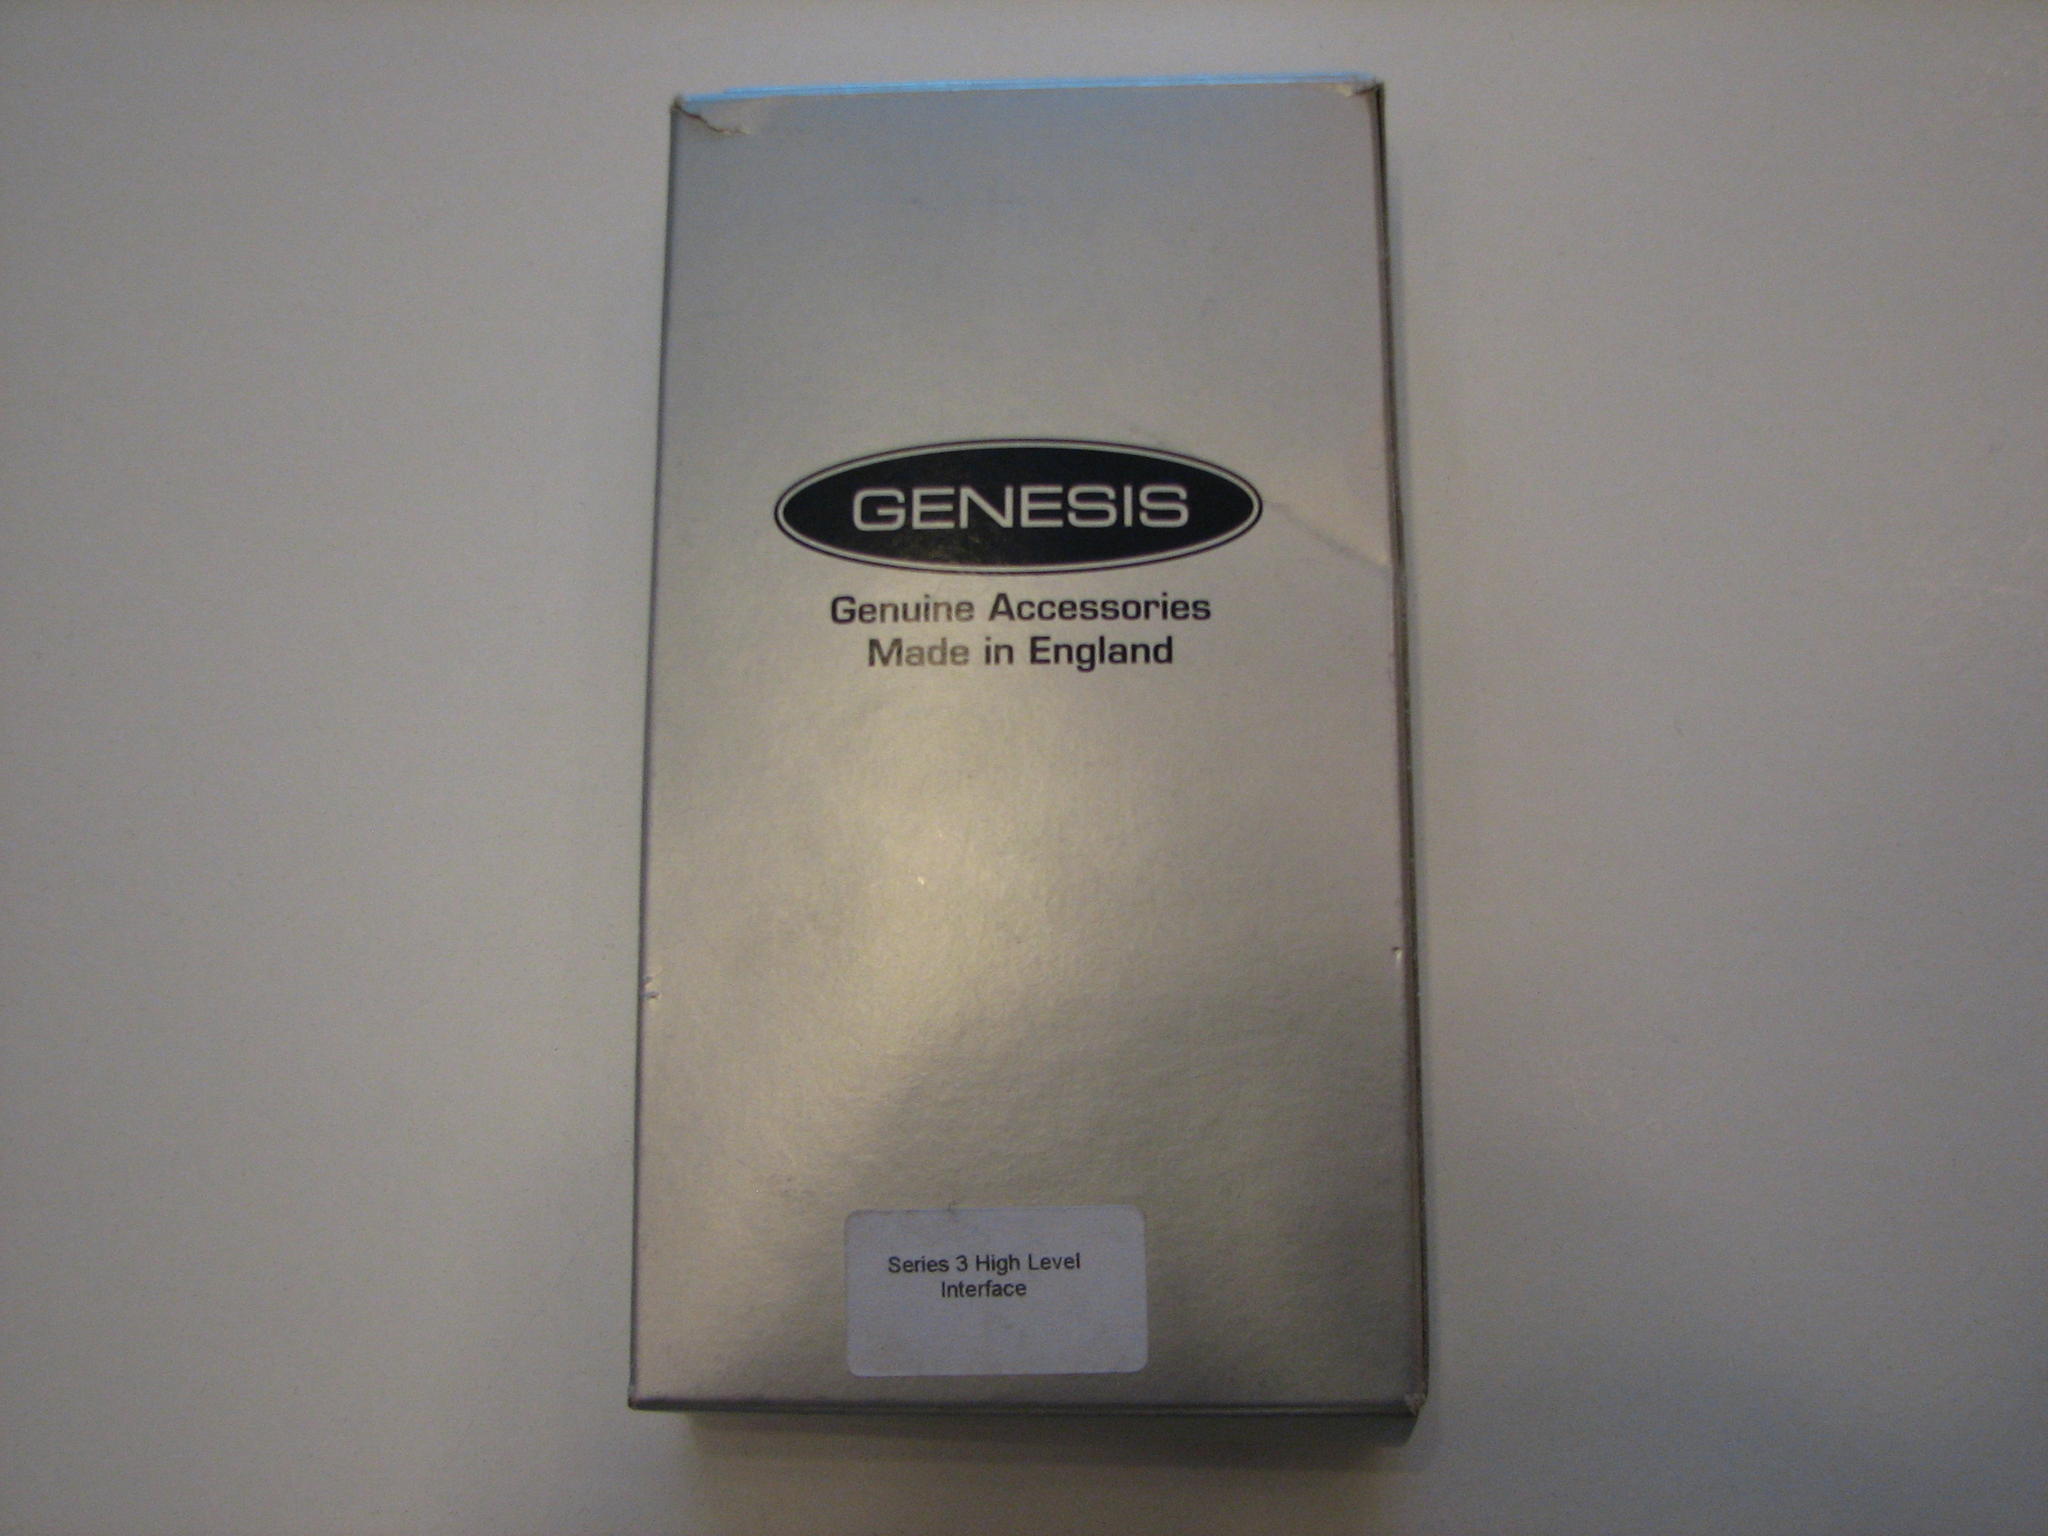 GENESIS
Genuine Accessories
Made in England
Series 3 High Level
Interface